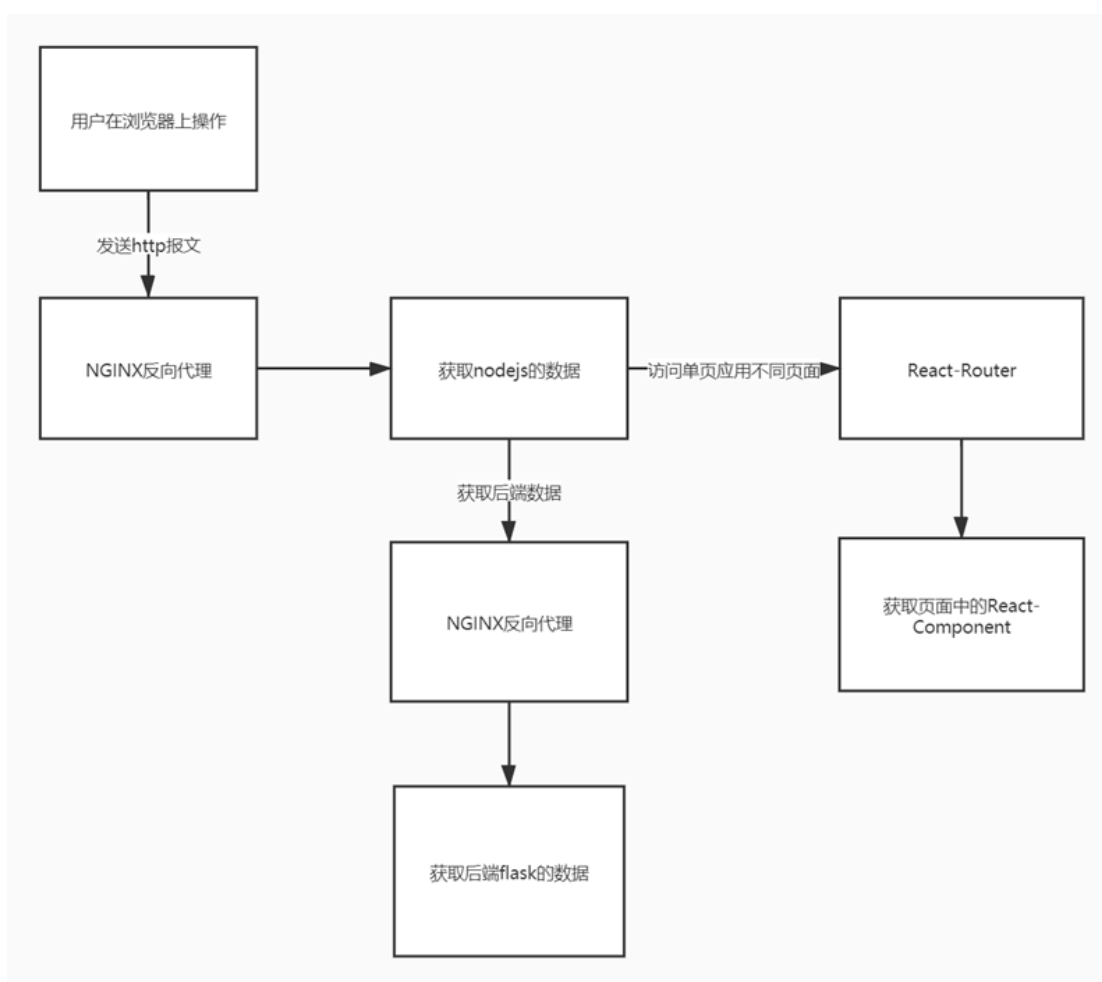 用户在浏览器上操作
发送http报文
NGINX反向代理
获取nodejs的数据
访问单页应用不同页面
React-Router
获取后端数据
NGINX反向代理
获取页面中的React-
Component
获取后端flask的数据